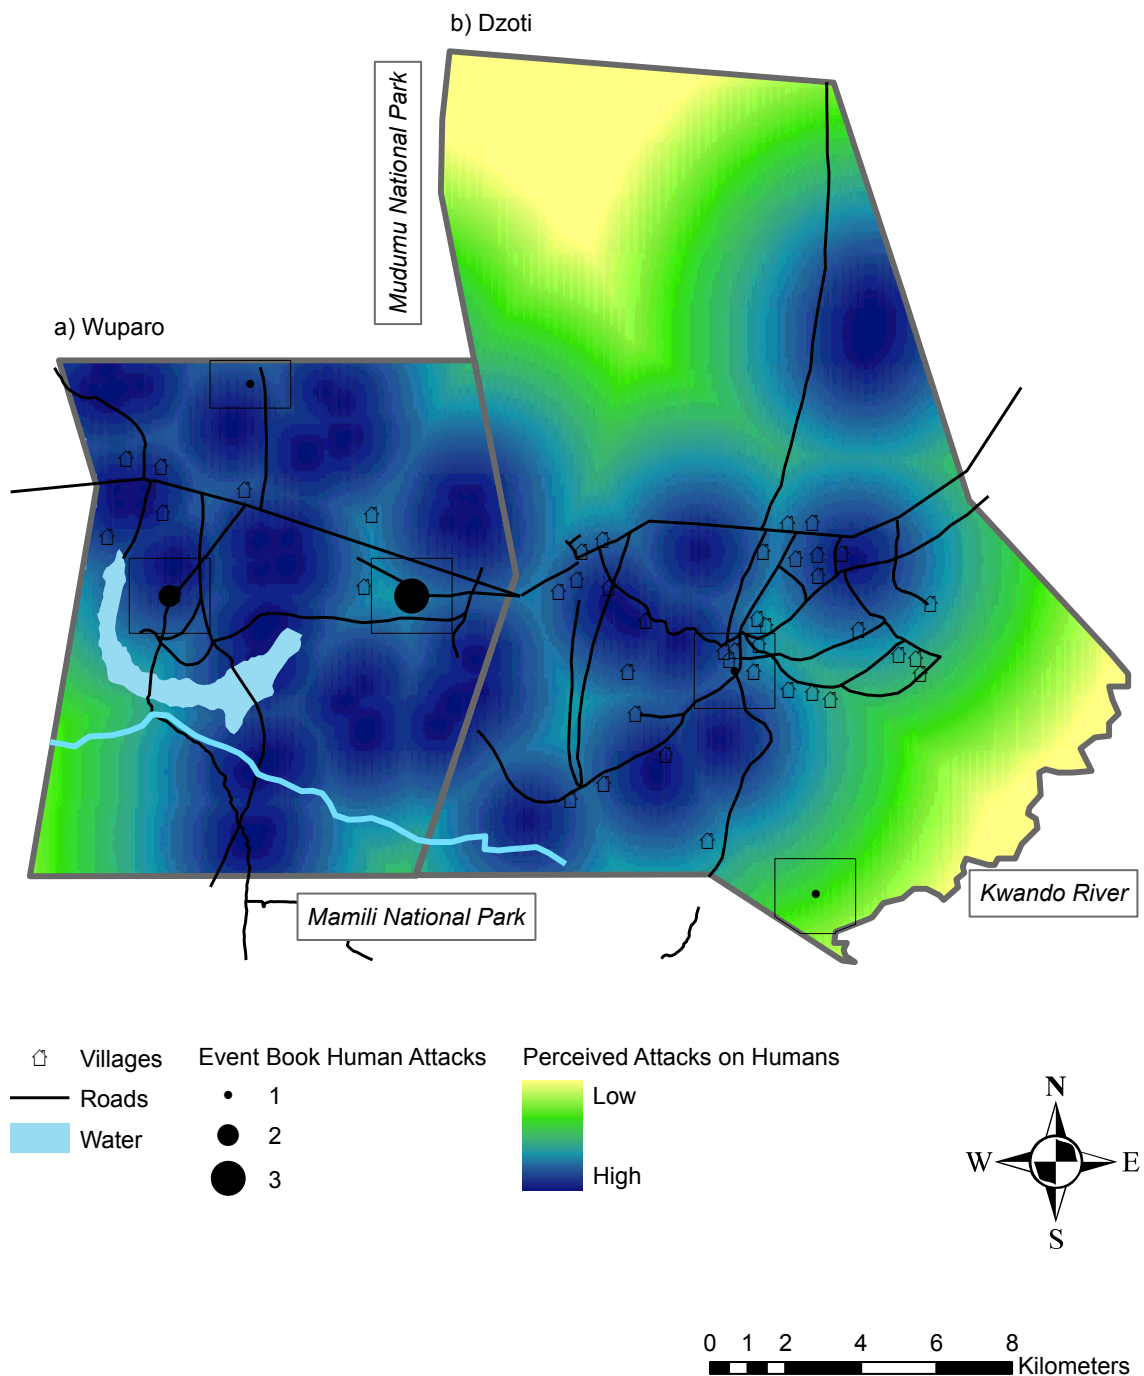 b) Dzoti
Mudumu National Park
a) Wuparo
Kwando River
Mamili National Park
Villages
Roads
Water
Event Book Human Attacks
1
2
3
Perceived Attacks on Humans
Low
High
N
W
E
S
0 1 2 4 6 8
Kilometers